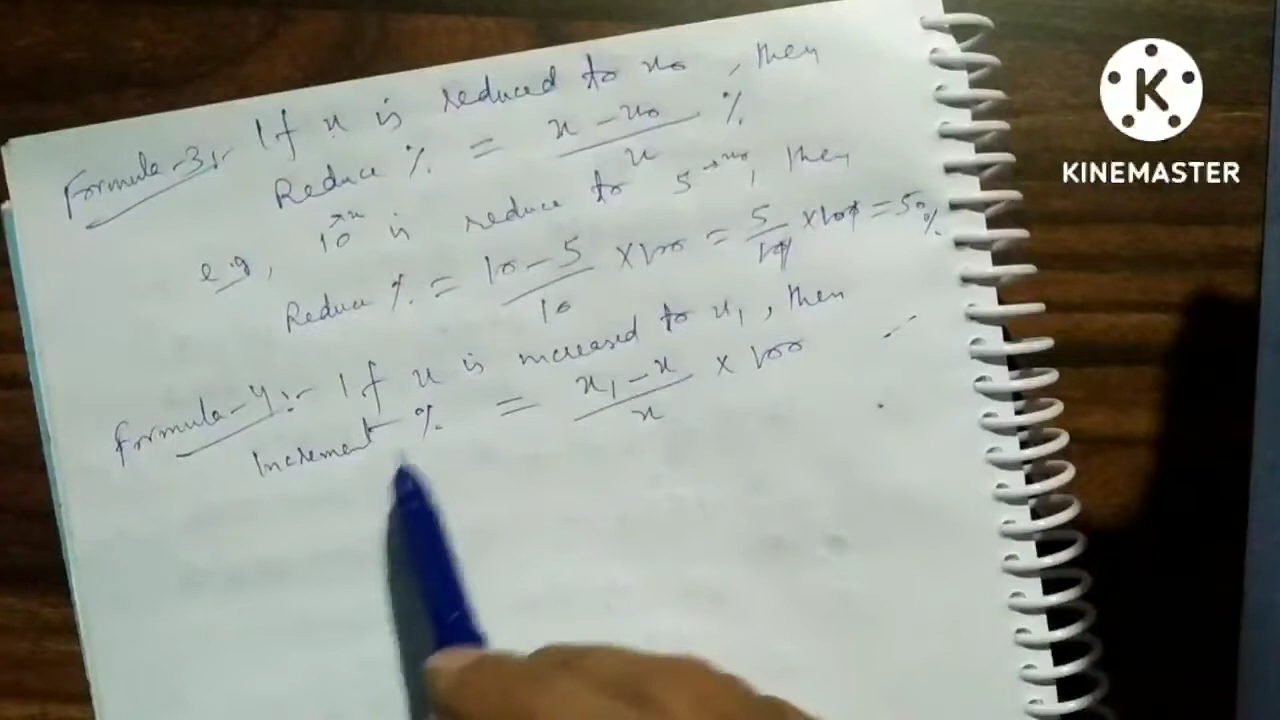 Formula-3:- If x is reduced to x₀, then
Reduce % = (x - x₀)/x %
e.g, 10→x is reduce to 5→x₀, then
Reduce % = (10 - 5)/10 × 100 = 5/10 × 100 = 50%
Formula-4:- If x is increased to x₁, then
Increment % = (x₁ - x)/x × 100
K
KINEMASTER